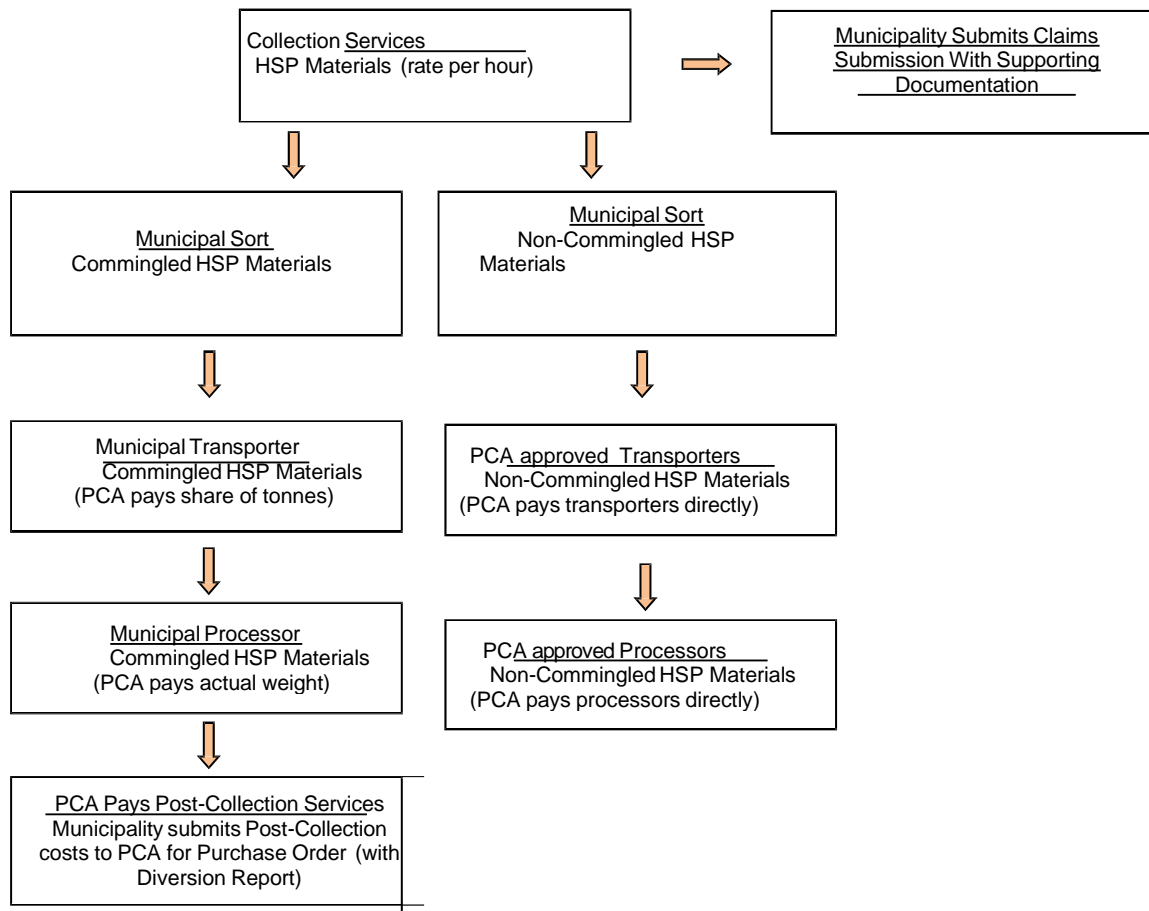 Collection Services
HSP Materials (rate per hour)
Municipality Submits Claims
Submission With Supporting
Documentation
Municipal Sort
Commingled HSP Materials
Municipal Sort
Non-Commingled HSP
Materials
Municipal Transporter
Commingled HSP Materials
(PCA pays share of tonnes)
PCA approved Transporters
Non-Commingled HSP Materials
(PCA pays transporters directly)
Municipal Processor
Commingled HSP Materials
(PCA pays actual weight)
PCA approved Processors
Non-Commingled HSP Materials
(PCA pays processors directly)
PCA Pays Post-Collection Services
Municipality submits Post-Collection
costs to PCA for Purchase Order (with
Diversion Report)